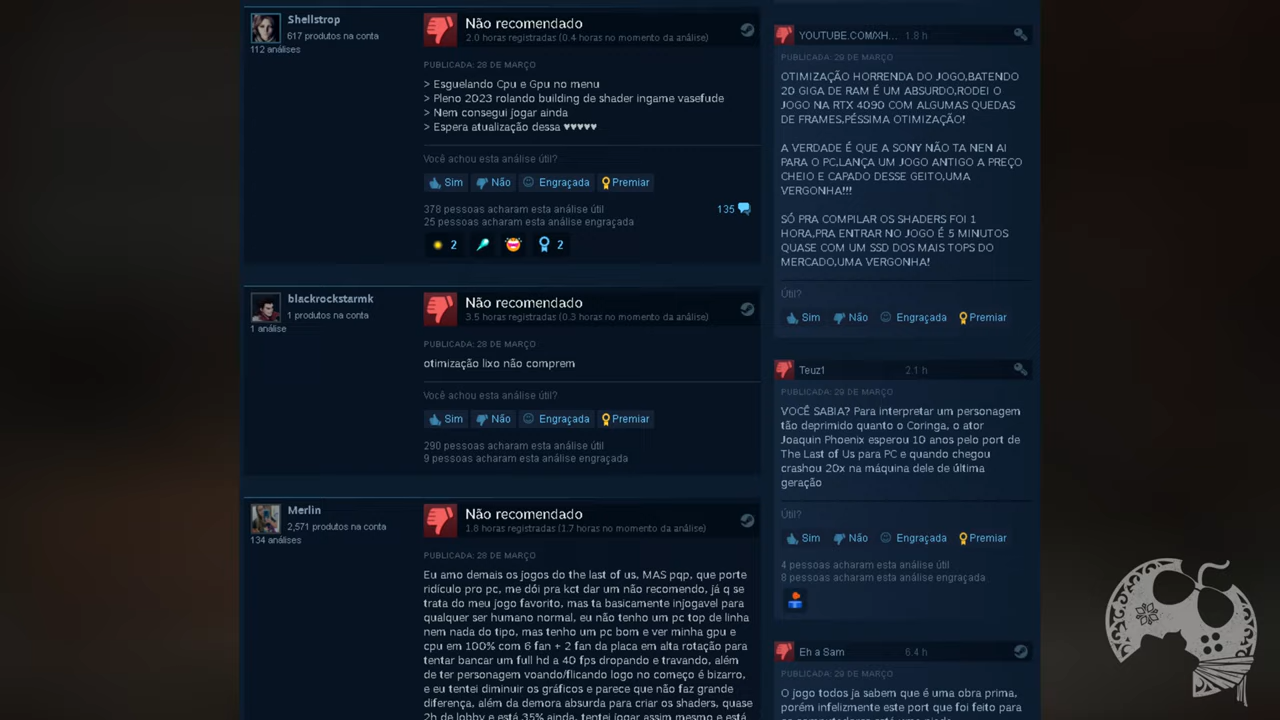 Shellstrop
617 produtos na conta
112 análises
Não recomendado
2.0 horas registradas (0.4 horas no momento da análise)
PUBLICADA: 28 DE MARÇO
> Esguelando Cpu e Gpu no menu
> Pleno 2023 rolando building de shader ingame vasefude
> Nem consegui jogar ainda
> Espera atualização dessa ♥♥♥♥♥
Você achou esta análise útil?
Sim Não Engraçada Premiar
378 pessoas acharam esta análise útil
25 pessoas acharam esta análise engraçada
135
2 2
blackrockstarmk
1 produtos na conta
1 análise
Não recomendado
3.5 horas registradas (0.3 horas no momento da análise)
PUBLICADA: 28 DE MARÇO
otimização lixo não comprem
Você achou esta análise útil?
Sim Não Engraçada Premiar
290 pessoas acharam esta análise útil
9 pessoas acharam esta análise engraçada
Merlin
2,571 produtos na conta
134 análises
Não recomendado
1.8 horas registradas (1.7 horas no momento da análise)
PUBLICADA: 28 DE MARÇO
Eu amo demais os jogos do the last of us, MAS pqp, que porte
ridículo pro pc, me dói pra kct dar um não recomendo, já q se
trata do meu jogo favorito, mas ta basicamente injogavel para
qualquer ser humano normal, eu não tenho um pc top de linha
nem nada do tipo, mas tenho um pc bom e ver minha gpu e
cpu em 100% com 6 fan + 2 fan da placa em alta rotação para
tentar bancar um full hd a 40 fps dropando e travando, além
de ter personagem voando/flicando logo no começo é bizarro,
e eu tentei diminuir os gráficos e parece que não faz grande
diferença, além da demora absurda para criar os shaders, quase
2h de lobby e está 35% ainda, tentei jogar assim mesmo e está
YOUTUBE.COM/XH... 1.8 h
PUBLICADA: 29 DE MARÇO
OTIMIZAÇÃO HORRENDA DO JOGO,BATENDO
20 GIGA DE RAM É UM ABSURDO,RODEI O
JOGO NA RTX 4090 COM ALGUMAS QUEDAS
DE FRAMES,PÉSSIMA OTIMIZAÇÃO!
A VERDADE É QUE A SONY NÃO TA NEN AI
PARA O PC,LANÇA UM JOGO ANTIGO A PREÇO
CHEIO E CAPADO DESSE GEITO,UMA
VERGONHA!!!
SÓ PRA COMPILAR OS SHADERS FOI 1
HORA,PRA ENTRAR NO JOGO É 5 MINUTOS
QUASE COM UM SSD DOS MAIS TOPS DO
MERCADO,UMA VERGONHA!
Útil?
Sim Não Engraçada Premiar
Teuz1 2.1 h
PUBLICADA: 29 DE MARÇO
VOCÊ SABIA? Para interpretar um personagem
tão deprimido quanto o Coringa, o ator
Joaquin Phoenix esperou 10 anos pelo port de
The Last of Us para PC e quando chegou
crashou 20x na máquina dele de última
geração
Útil?
Sim Não Engraçada Premiar
4 pessoas acharam esta análise útil
8 pessoas acharam esta análise engraçada
Eh a Sam 6.4 h
PUBLICADA: 29 DE MARÇO
O jogo todos ja sabem que é uma obra prima,
porém infelizmente este port que foi feito para